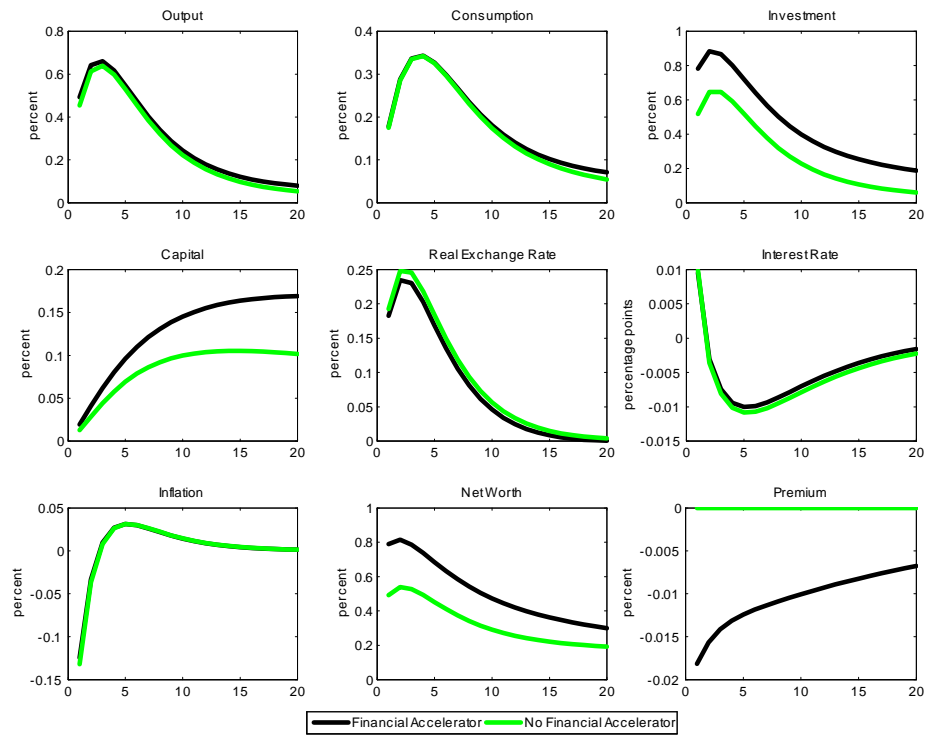 Output
Consumption
Investment
0.8
0.6
0.4
0.2
0
percent
0 5 10 15 20
0.4
0.3
0.2
0.1
0
percent
0 5 10 15 20
1
0.8
0.6
0.4
0.2
0
percent
0 5 10 15 20
Capital
Real Exchange Rate
Interest Rate
0.2
0.15
0.1
0.05
0
percent
0 5 10 15 20
0.25
0.2
0.15
0.1
0.05
0
percent
0 5 10 15 20
0.01
0.005
0
-0.005
-0.01
-0.015
percentage points
0 5 10 15 20
Inflation
Net Worth
Premium
0.05
0
-0.05
-0.1
-0.15
percent
0 5 10 15 20
1
0.8
0.6
0.4
0.2
0
percent
0 5 10 15 20
0
-0.005
-0.01
-0.015
-0.02
percent
0 5 10 15 20
Financial Accelerator No Financial Accelerator